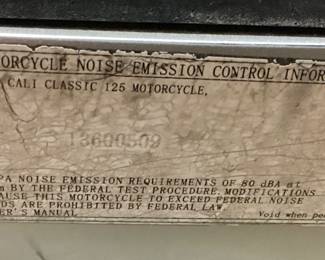 ORCYCLE NOISE EMISSION CONTROL INFOR
CALI CLASSIC 125 MOTORCYCLE,
13600509
PA NOISE EMISSION REQUIREMENTS OF 80 dBA at
m BY THE FEDERAL TEST PROCEDURE. MODIFICATIONS
AUSE THIS MOTORCYCLE TO EXCEED FEDERAL NOISE
DS ARE PROHIBITED BY FEDERAL LAW.
ER'S MANUAL
Void when pee